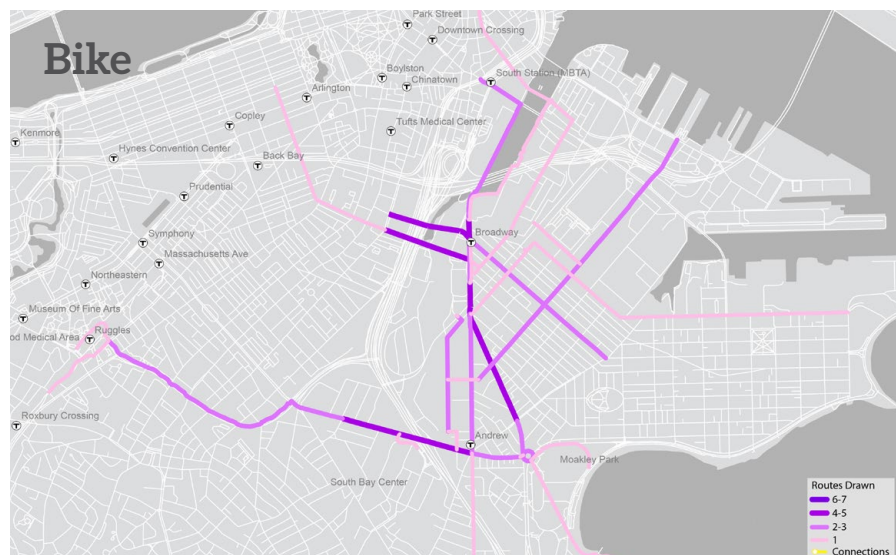 Bike
Park Street
Downtown Crossing
Boylston
Chinatown
South Station (MBTA)
Arlington
Copley
Tufts Medical Center
Kenmore
Hynes Convention Center
Back Bay
Prudential
Symphony
Broadway
Massachusetts Ave
Northeastern
Museum Of Fine Arts
Ruggles
od Medical Area
Roxbury Crossing
Andrew
Moakley Park
South Bay Center
Routes Drawn
6-7
4-5
2-3
1
Connections